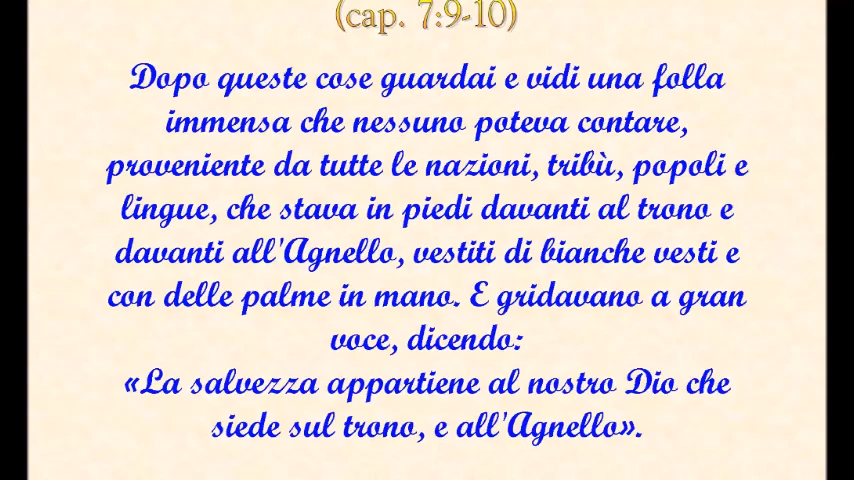 (cap. 7:9-10)
Dopo queste cose guardai e vidi una folla
immensa che nessuno poteva contare,
proveniente da tutte le nazioni, tribù, popoli e
lingue, che stava in piedi davanti al trono e
davanti all'Agnello, vestiti di bianche vesti e
con delle palme in mano. E gridavano a gran
voce, dicendo:
«La salvezza appartiene al nostro Dio che
siede sul trono, e all'Agnello».